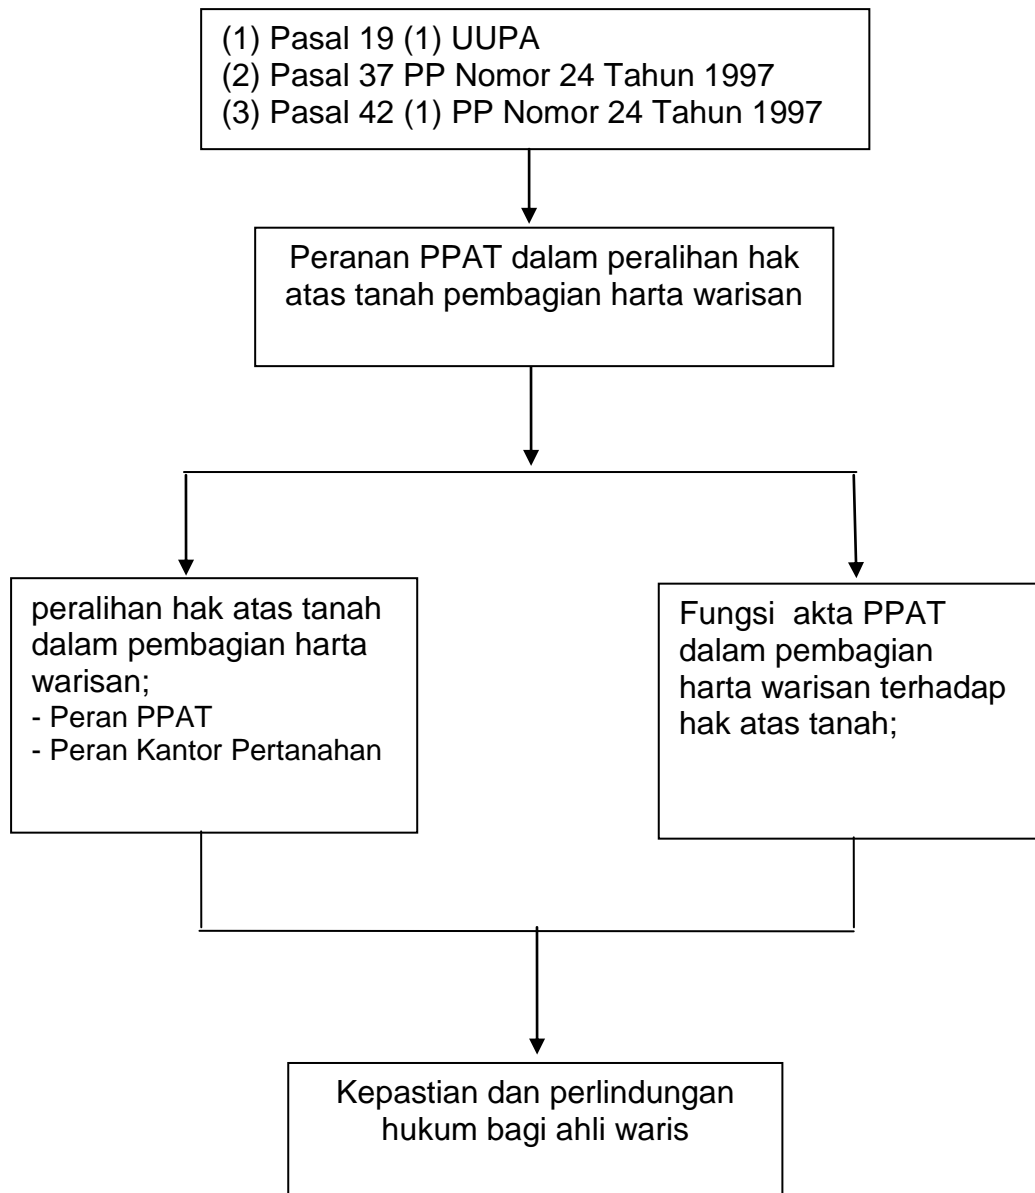 (1) Pasal 19 (1) UUPA
(2) Pasal 37 PP Nomor 24 Tahun 1997
(3) Pasal 42 (1) PP Nomor 24 Tahun 1997
Peranan PPAT dalam peralihan hak
atas tanah pembagian harta warisan
peralihan hak atas tanah
dalam pembagian harta
warisan;
- Peran PPAT
- Peran Kantor Pertanahan
Fungsi akta PPAT
dalam pembagian
harta warisan terhadap
hak atas tanah;
Kepastian dan perlindungan
hukum bagi ahli waris